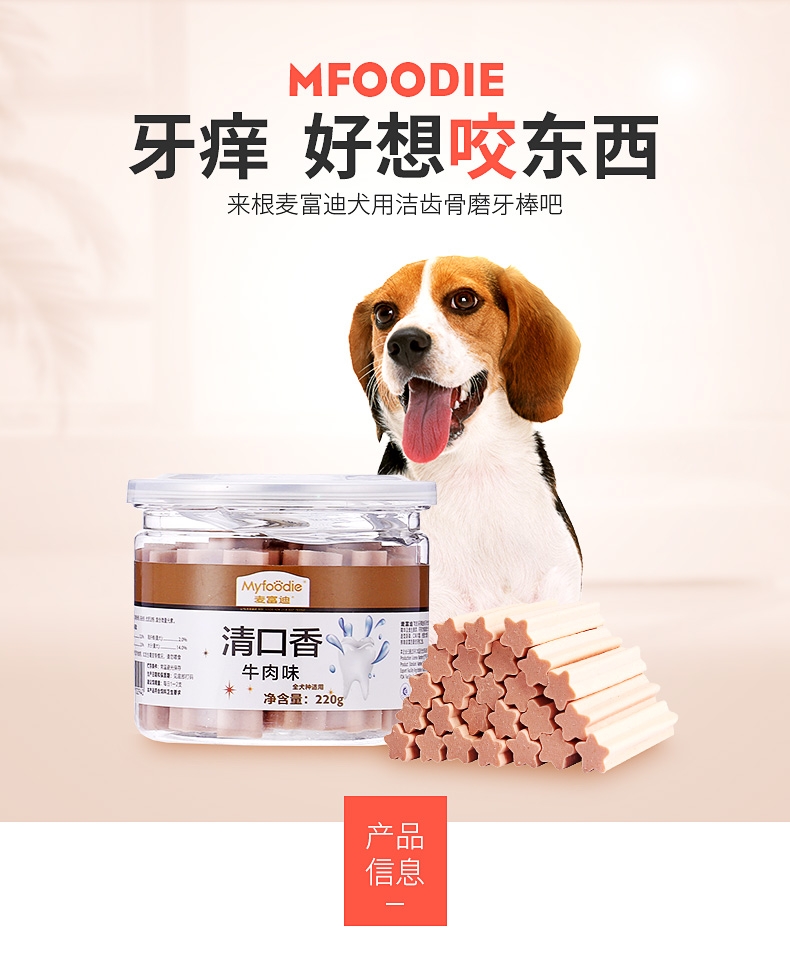 MFOODIE
牙痒 好想咬东西
来根麦富迪犬用洁齿骨磨牙棒吧
Myfoodie
麦富迪
清口香
牛肉味
全犬种适用
净含量：220g
产品
信息